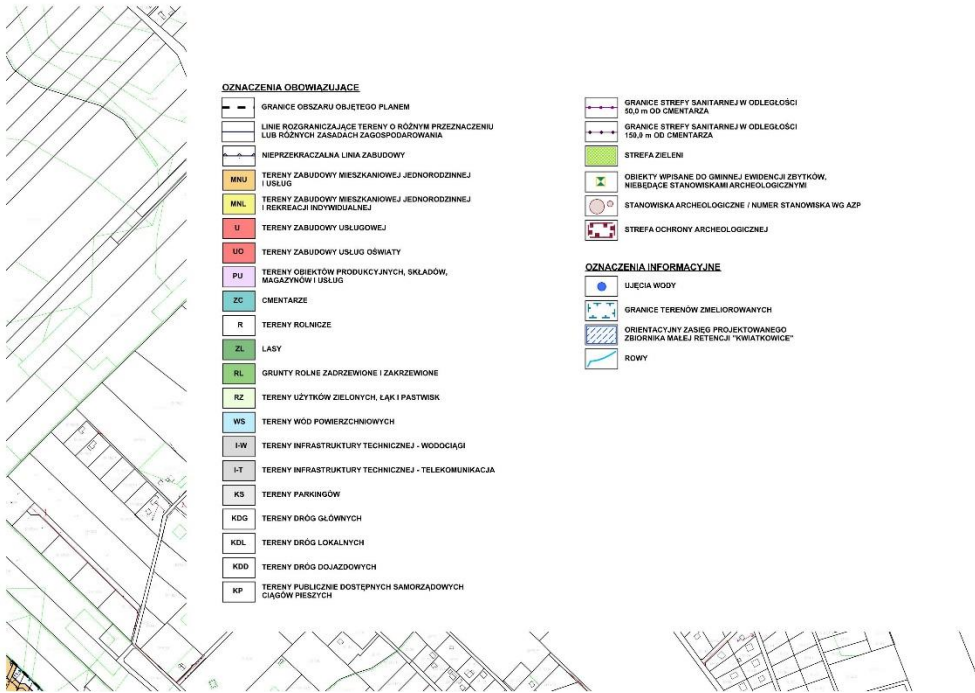 OZNACZENIA OBOWIAZUJĄCE
GRANICE OBSZARU OBJĘTEGO PLANEM
LINIE ROZGRANICZAJĄCE TERENY O RÓŻNYM PRZEZNACZENIU
LUB RÓŻNYCH ZASADACH ZAGOSPODAROWANIA
NIEPRZEKRACZALNA LINIA ZABUDOWY
MNU TERENY ZABUDOWY MIESZKANIOWEJ JEDNORODZINNEJ
I USŁUG
MNL TERENY ZABUDOWY MIESZKANIOWEJ JEDNORODZINNEJ
I REKREACJI INDYWIDUALNEJ
U TERENY ZABUDOWY USŁUGOWEJ
UO TERENY ZABUDOWY USŁUG OŚWIATY
PU TERENY OBIEKTÓW PRODUKCYJNYCH, SKŁADÓW,
MAGAZYNÓW I USŁUG
ZC CMENTARZE
R TERENY ROLNICZE
ZL LASY
RL GRUNTY ROLNE ZADRZEWIONE I ZAKRZEWIONE
RZ TERENY UŻYTKÓW ZIELONYCH, ŁĄK I PASTWISK
WS TERENY WÓD POWIERZCHNIOWYCH
I-W TERENY INFRASTRUKTURY TECHNICZNEJ - WODOCIĄGI
I-T TERENY INFRASTRUKTURY TECHNICZNEJ - TELEKOMUNIKACJA
KS TERENY PARKINGÓW
KDG TERENY DRÓG GŁÓWNYCH
KDL TERENY DRÓG LOKALNYCH
KDD TERENY DRÓG DOJAZDOWYCH
KP TERENY PUBLICZNIE DOSTĘPNYCH SAMORZĄDOWYCH
CIĄGÓW PIESZYCH
GRANICE STREFY SANITARNEJ W ODLEGŁOŚCI
50,0 m OD CMENTARZA
GRANICE STREFY SANITARNEJ W ODLEGŁOŚCI
150,0 m OD CMENTARZA
STREFA ZIELENI
OBIEKTY WPISANE DO GMINNEJ EWIDENCJI ZBYTKÓW,
NIEBĘDĄCE STANOWISKAMI ARCHEOLOGICZNYMI
STANOWISKA ARCHEOLOGICZNE / NUMER STANOWISKA WG AZP
STREFA OCHRONY ARCHEOLOGICZNEJ
OZNACZENIA INFORMACYJNE
UJĘCIA WODY
GRANICE TERENÓW ZMELIOROWANYCH
ORIENTACYJNY ZASIĘG PROJEKTOWANEGO
ZBIORNIKA MAŁEJ RETENCJI "KWIATKOWICE"
ROWY